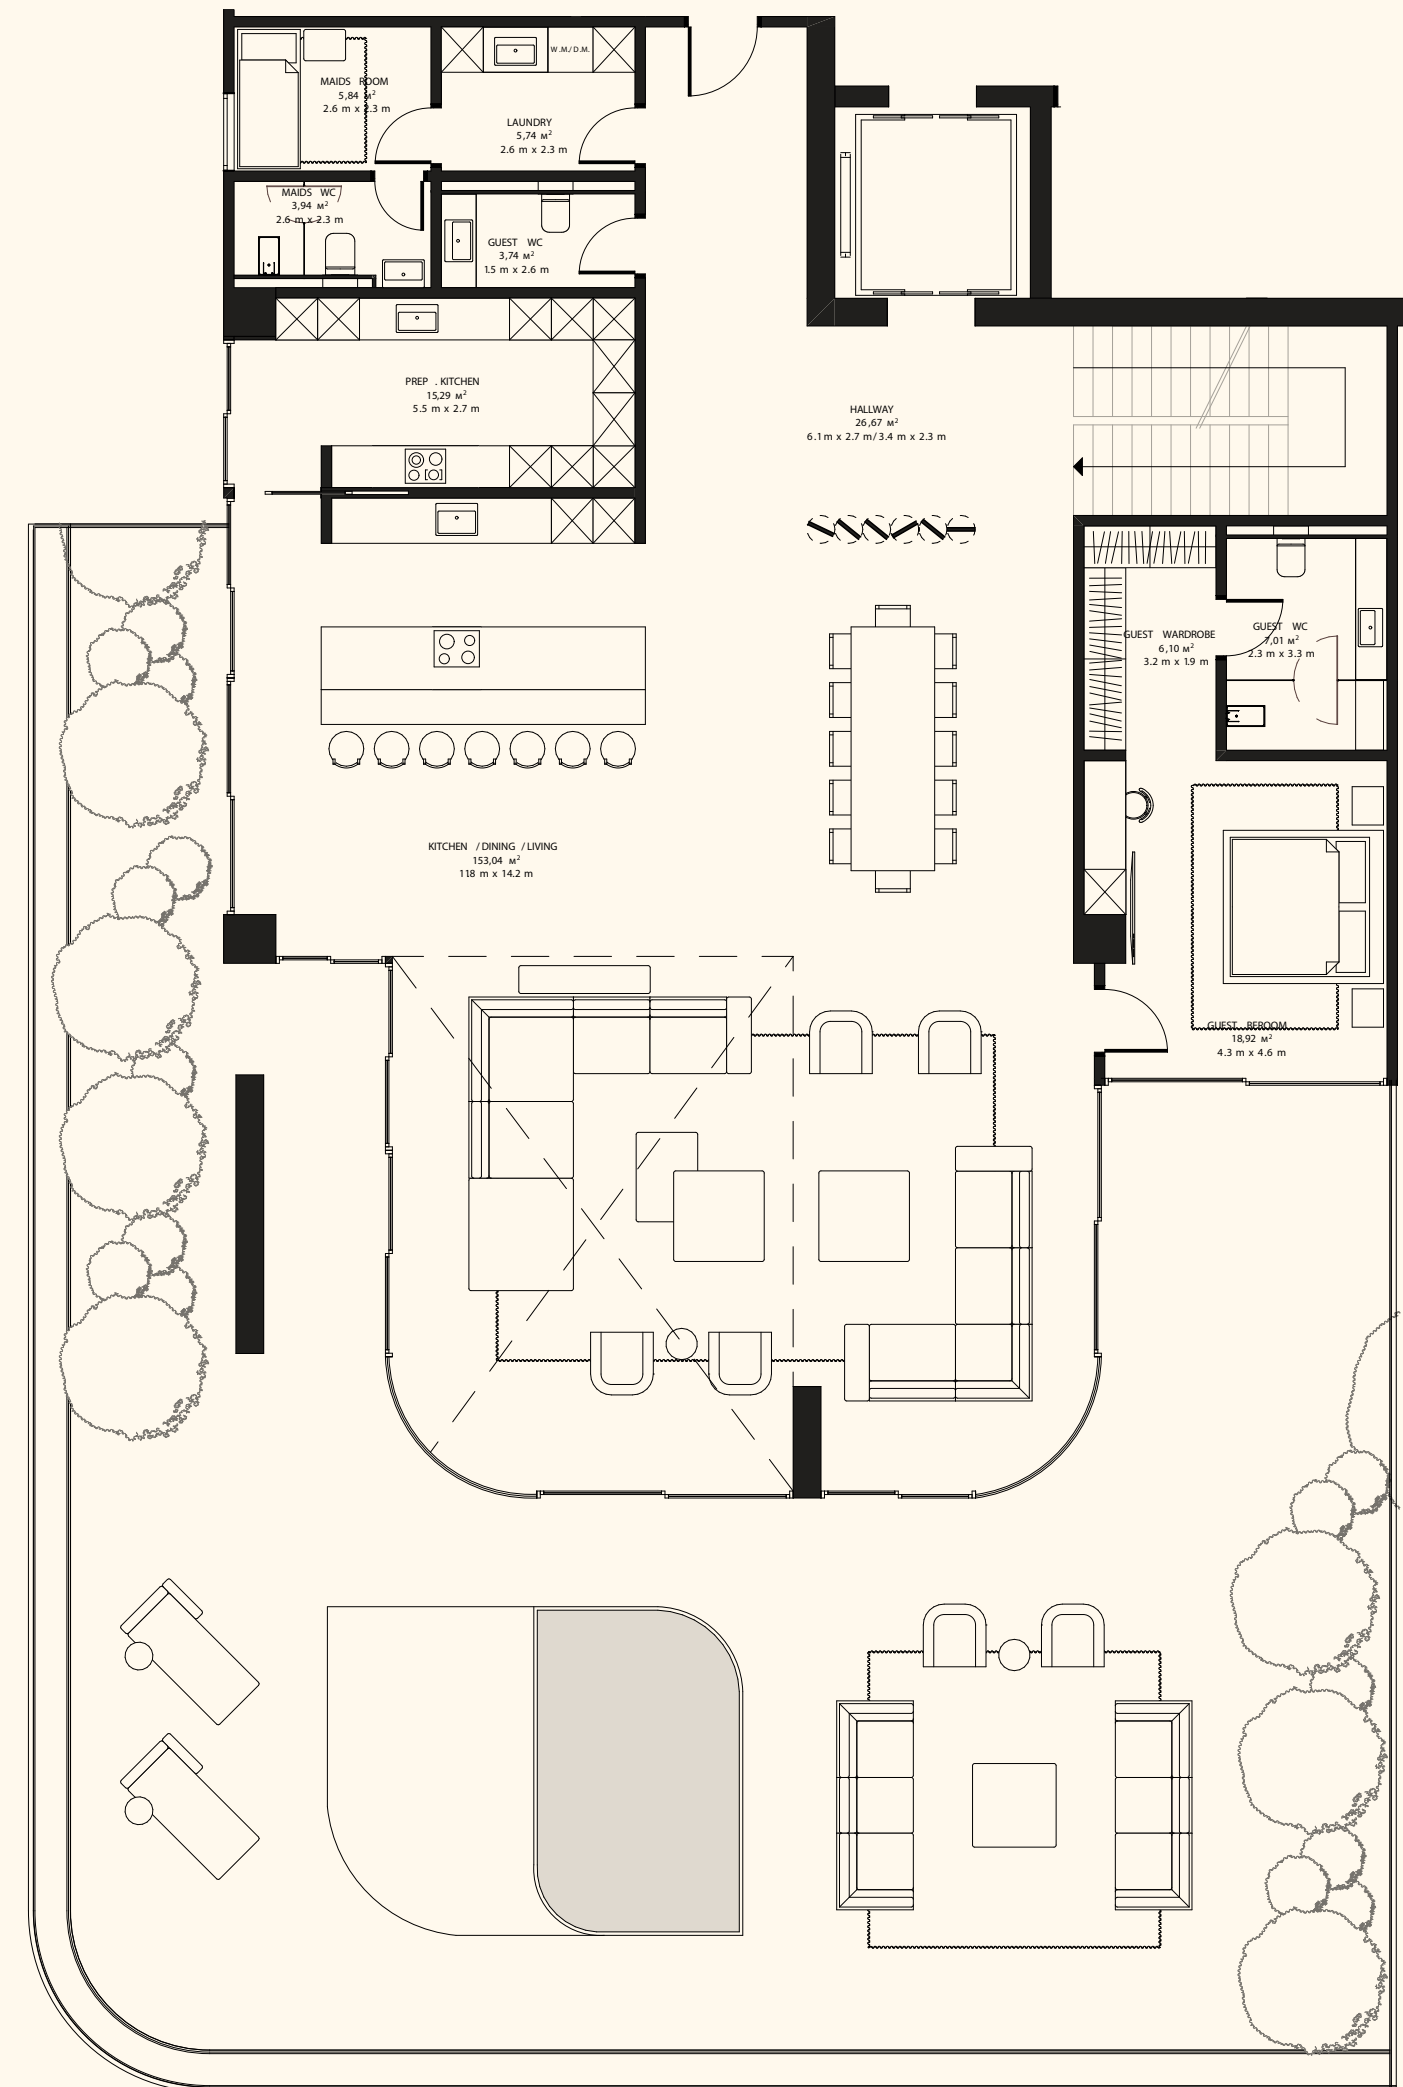 W.M./D.M.
MAIDS ROOM
5,84 м²
2.6 m x 2.3 m
LAUNDRY
5,74 м²
2.6 m x 2.3 m
MAIDS WC
3,94 м²
2.6 m x 2.3 m
GUEST WC
3,74 м²
1.5 m x 2.6 m
PREP . KITCHEN
15,29 м²
5.5 m x 2.7 m
HALLWAY
26,67 м²
6.1m x 2.7 m/3.4 m x 2.3 m
GUEST WARDROBE
6,10 м²
3.2 m x 1.9 m
GUEST WC
7,01 м²
2.3 m x 3.3 m
KITCHEN / DINING / LIVING
153,04 м²
11.8 m x 14.2 m
GUEST BEROOM
18,92 м²
4.3 m x 4.6 m